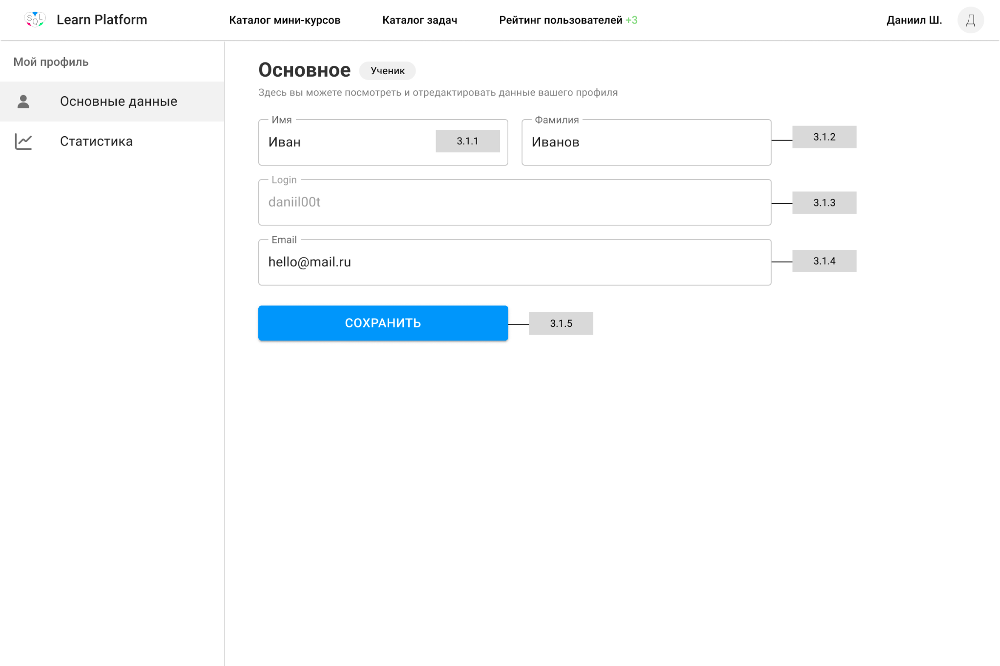 SQL
Learn Platform
Каталог мини-курсов
Каталог задач
Рейтинг пользователей +3
Даниил Ш.
Д
Мой профиль
Основные данные
Статистика
Основное
Ученик
Здесь вы можете посмотреть и отредактировать данные вашего профиля
Имя
Иван
3.1.1
Фамилия
Иванов
3.1.2
Login
daniil00t
3.1.3
Email
hello@mail.ru
3.1.4
СОХРАНИТЬ
3.1.5